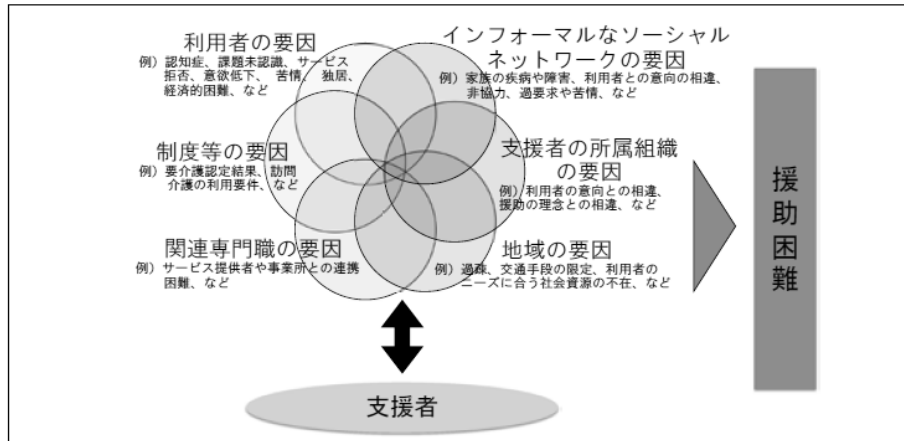 利用者の要因
例）認知症、課題未認識、サービス
拒否、意欲低下、 苦情、 独居、
経済的困難、など
インフォーマルなソーシャル
ネットワークの要因
例）家族の疾病や障害、利用者との意向の相違、
非協力、過要求や苦情、など
制度等の要因
例）要介護認定結果、訪問
介護の利用要件、など
支援者の所属組織
の要因
例）利用者の意向との相違、
援助の理念との相違、など
関連専門職の要因
例）サービス提供者や事業所との連携
困難、など
地域の要因
例）過疎、交通手段の限定、利用者の
ニーズに合う社会資源の不在、など
援助困難
支援者